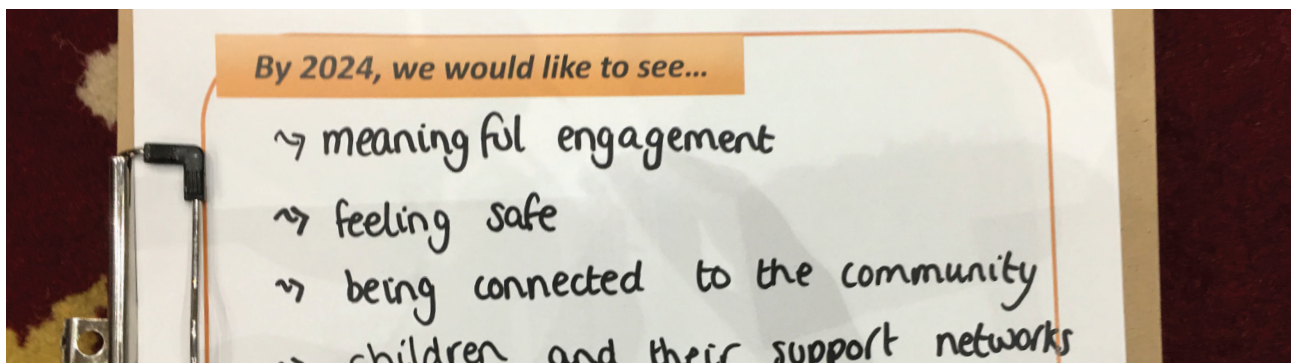 By 2024, we would like to see...
~> meaningful engagement
~> feeling safe
~> being connected to the community
~> children and their support networks